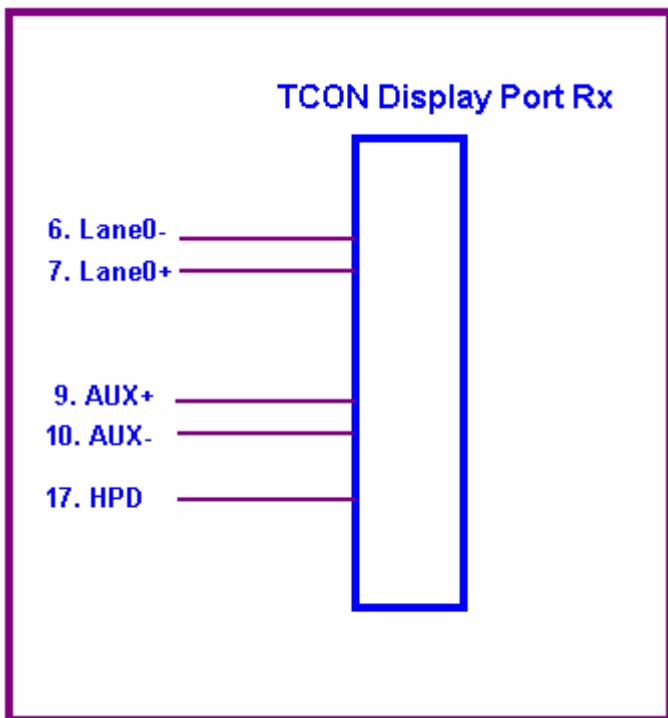 TCON Display Port Rx
6. Lane0-
7. Lane0+
9. AUX+
10. AUX-
17. HPD